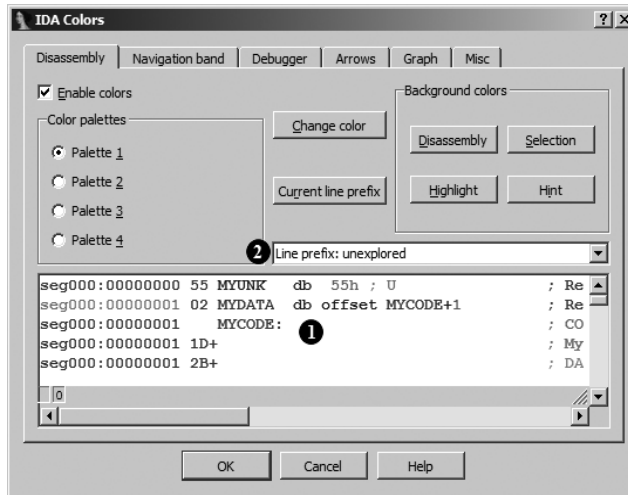 IDA Colors
? X
Disassembly Navigation band Debugger Arrows Graph Misc
Enable colors
Color palettes
Palette 1
Palette 2
Palette 3
Palette 4
Change color
Current line prefix
Background colors
Disassembly Selection
Highlight Hint
2 Line prefix: unexplored
seg000:00000000 55 MYUNK db 55h ; U ; Re
seg000:00000001 02 MYDATA db offset MYCODE+1 ; Re
seg000:00000001 MYCODE: ; CO
1
seg000:00000001 1D+ ; My
seg000:00000001 2B+ ; DA
0
OK Cancel Help